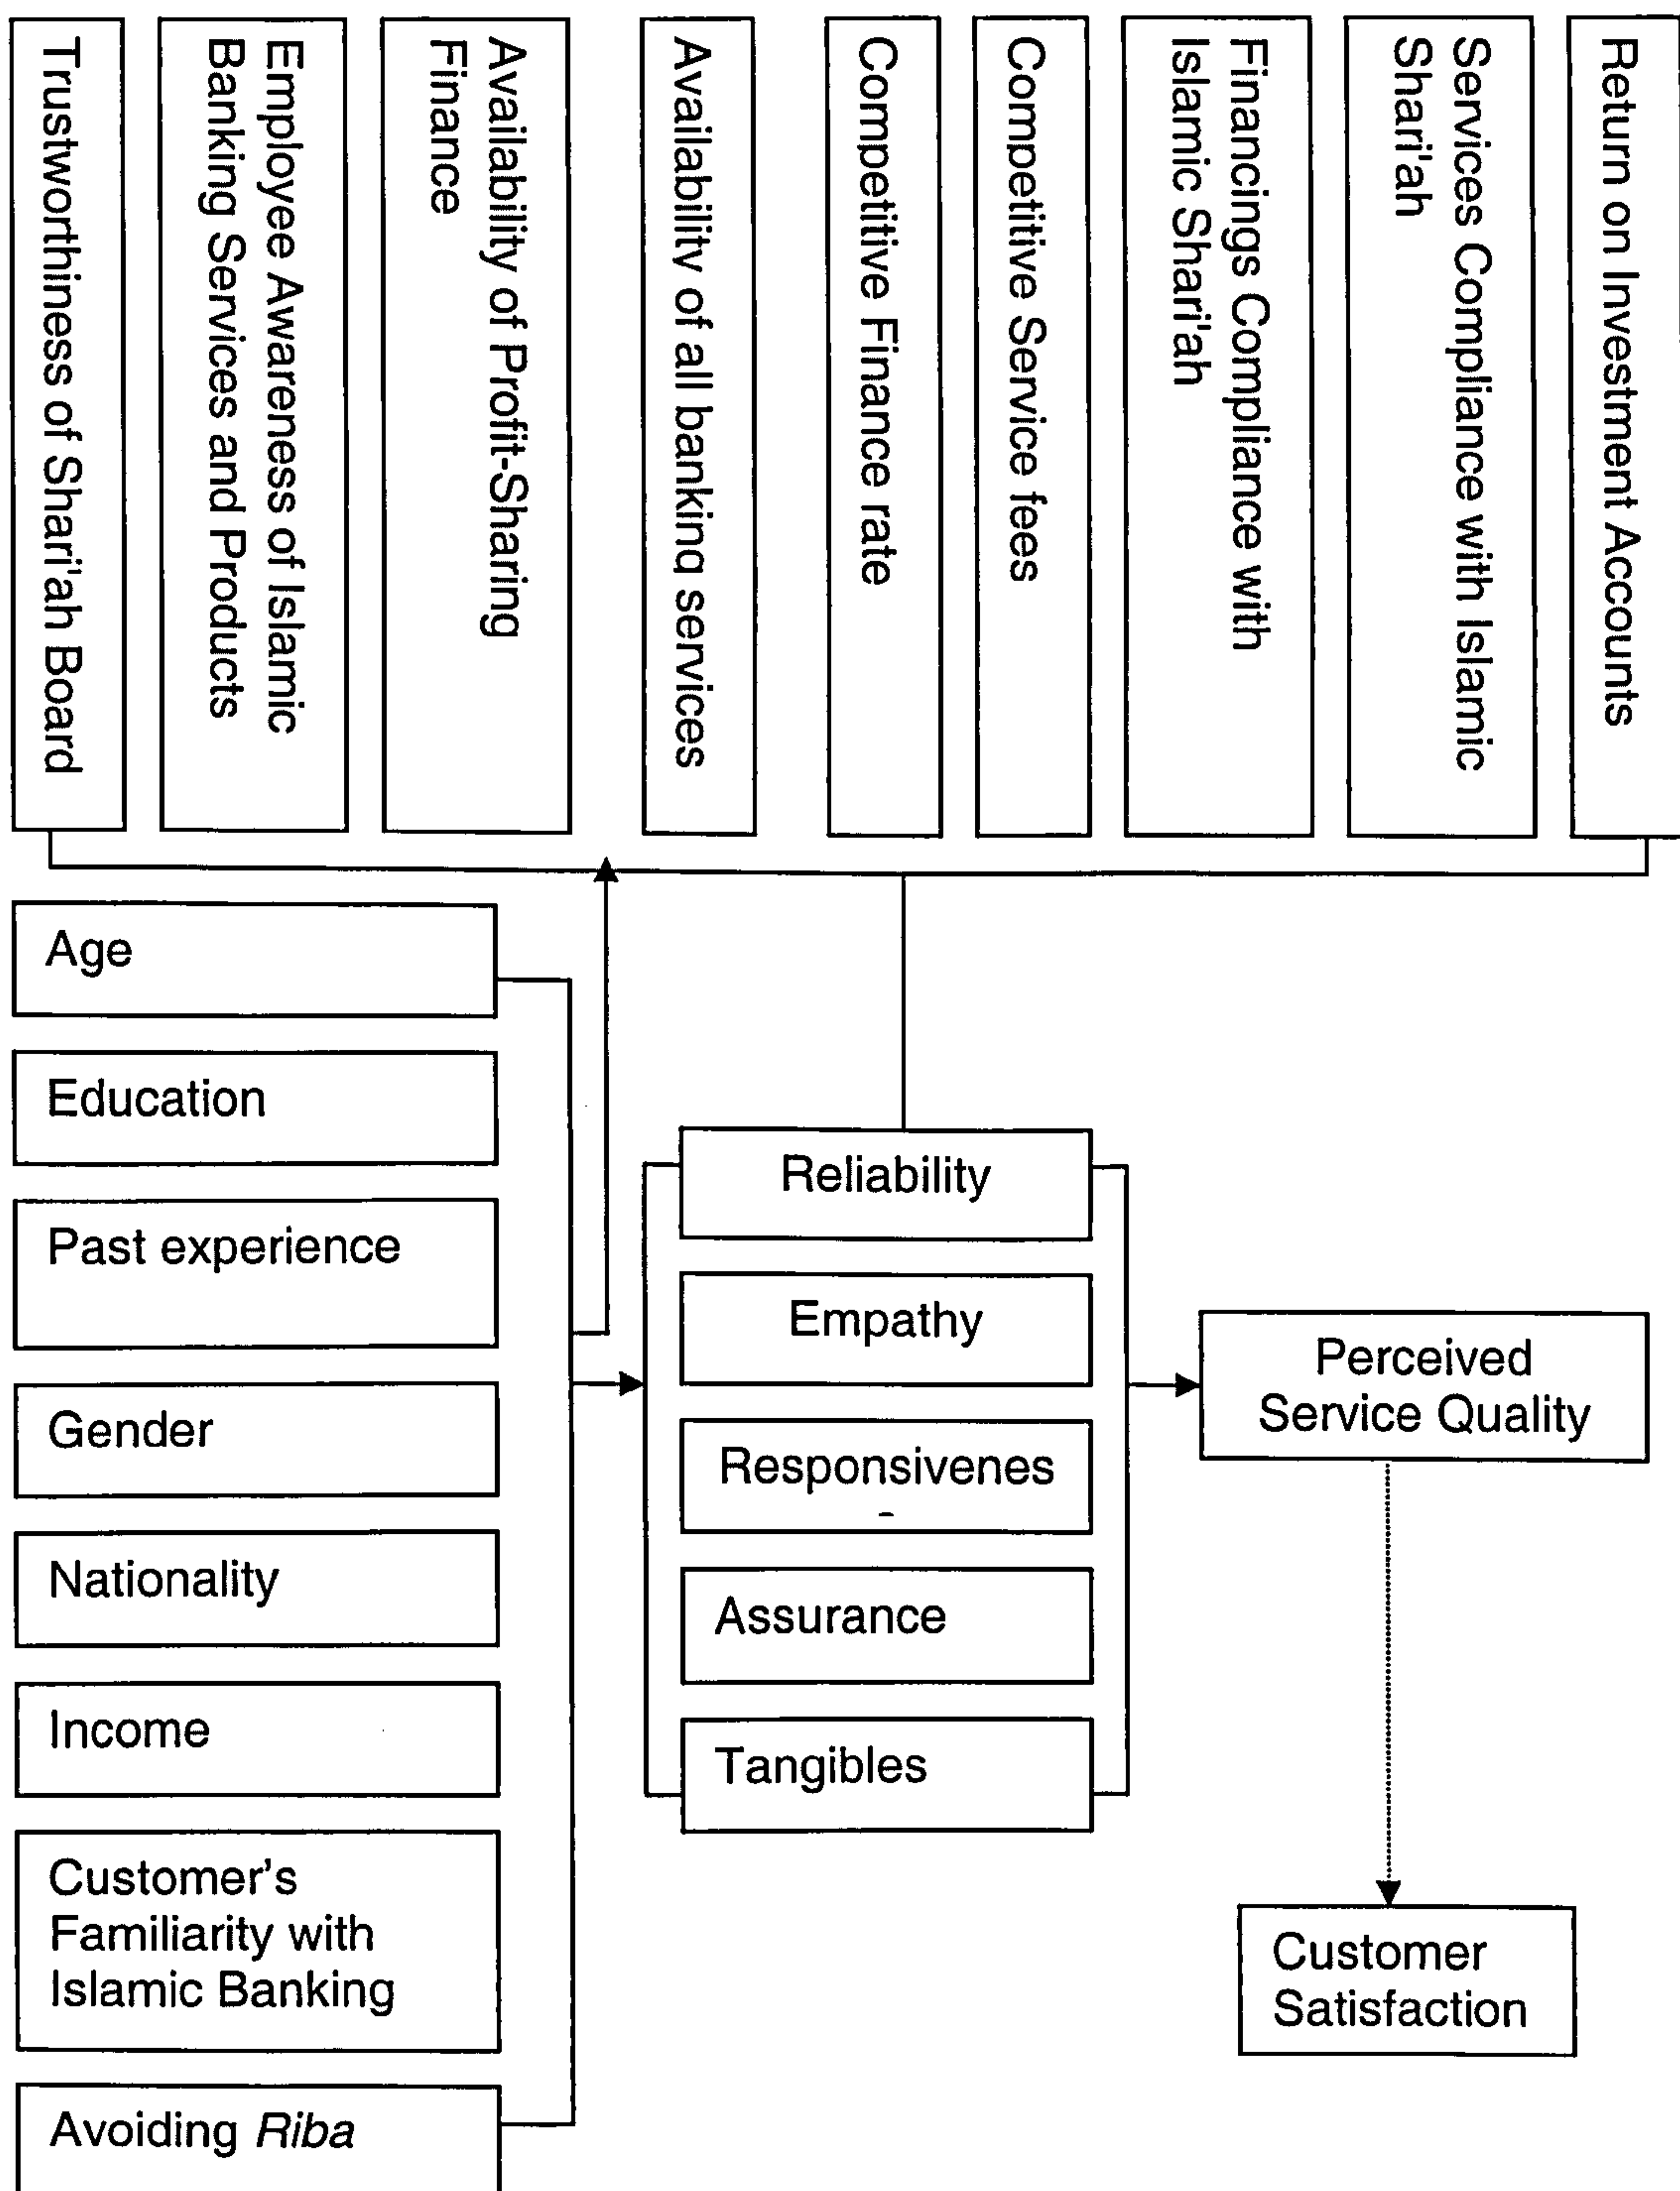 Trustworthiness of Shari'ah Board
Employee Awareness of Islamic
Banking Services and Products
Availability of Profit-Sharing
Finance
Availability of all banking services
Competitive Finance rate
Competitive Service fees
Financings Compliance with
Islamic Shari'ah
Services Compliance with Islamic
Shari'ah
Return on Investment Accounts
Age
Education
Past experience
Gender
Nationality
Income
Customer's
Familiarity with
Islamic Banking
Avoiding Riba
Reliability
Empathy
Responsivenes
Assurance
Tangibles
Perceived
Service Quality
Customer
Satisfaction